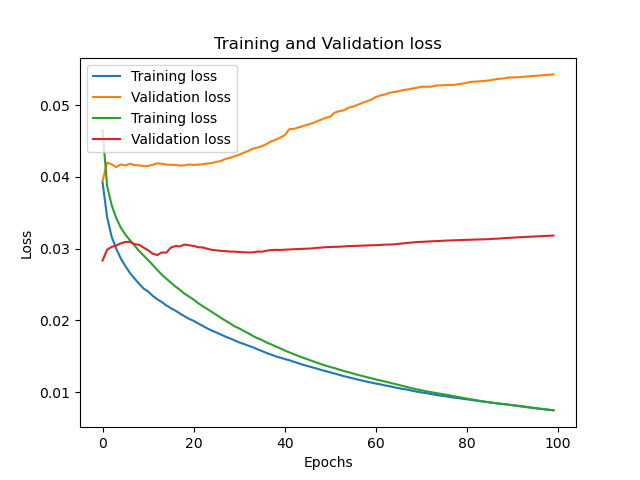 Training and Validation loss
Training loss
Validation loss
Training loss
Validation loss
Loss
0.05
0.04
0.03
0.02
0.01
0 20 40 60 80 100
Epochs